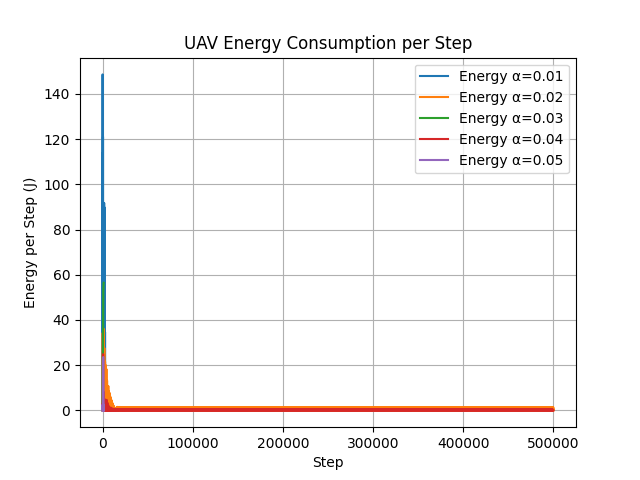 UAV Energy Consumption per Step
Energy per Step (J)
140
120
100
80
60
40
20
0
Energy α=0.01
Energy α=0.02
Energy α=0.03
Energy α=0.04
Energy α=0.05
0 100000 200000 300000 400000 500000
Step